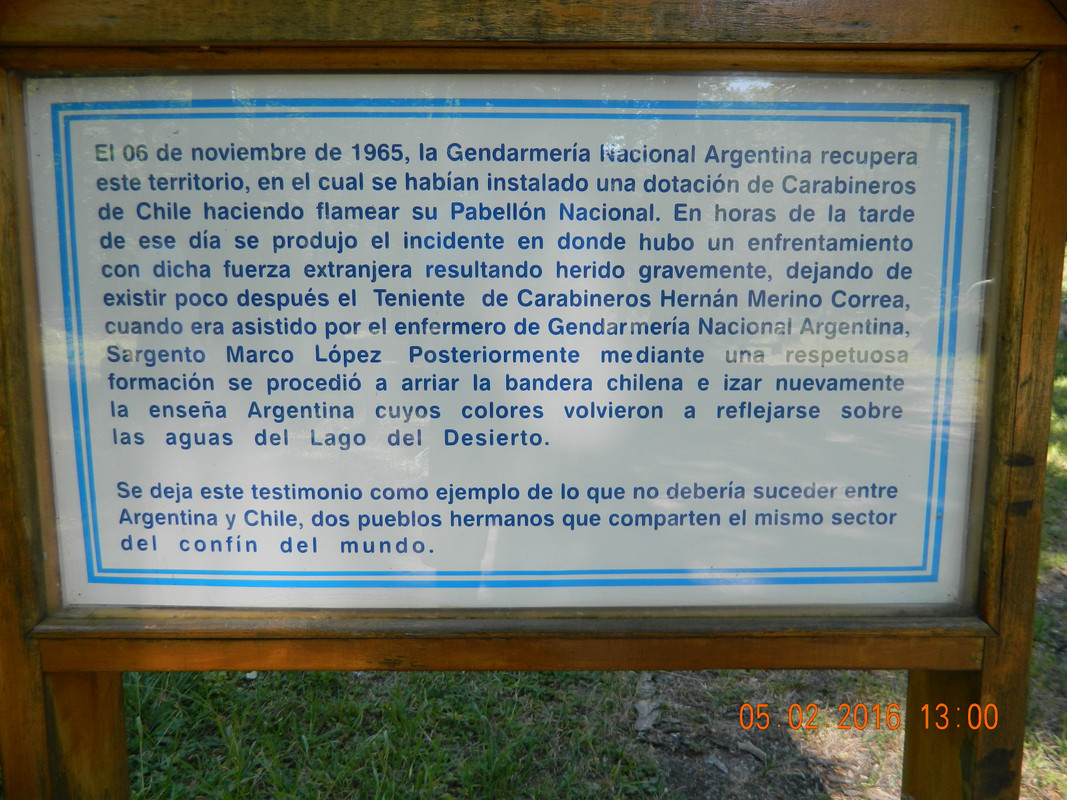 El 06 de noviembre de 1965, la Gendarmería Nacional Argentina recupera
este territorio, en el cual se habían instalado una dotación de Carabineros
de Chile haciendo flamear su Pabellón Nacional. En horas de la tarde
de ese día se produjo el incidente en donde hubo un enfrentamiento
con dicha fuerza extranjera resultando herido gravemente, dejando de
existir poco después el Teniente de Carabineros Hernán Merino Correa,
cuando era asistido por el enfermero de Gendarmería Nacional Argentina,
Sargento Marco López Posteriormente mediante una respetuosa
formación se procedió a arriar la bandera chilena e izar nuevamente
la enseña Argentina cuyos colores volvieron a reflejarse sobre
las aguas del Lago del Desierto.
Se deja este testimonio como ejemplo de lo que no debería suceder entre
Argentina y Chile, dos pueblos hermanos que comparten el mismo sector
del confín del mundo.
05.02.2016 13:00